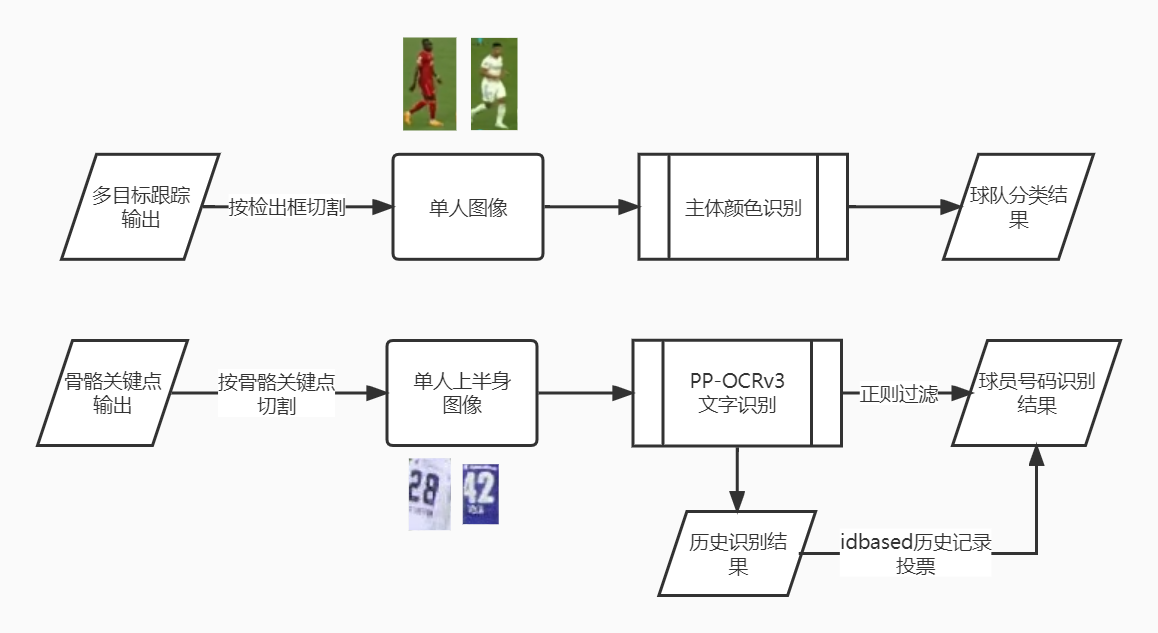 多目标跟踪
输出
按检出框切割
单人图像
主体颜色识别
球队分类结
果
骨骼关键点
输出
按骨骼关键点
切割
单人上半身
图像
PP-OCRv3
文字识别
正则过滤
球员号码识别
结果
28
42
历史识别结
果
idbased历史记录
投票